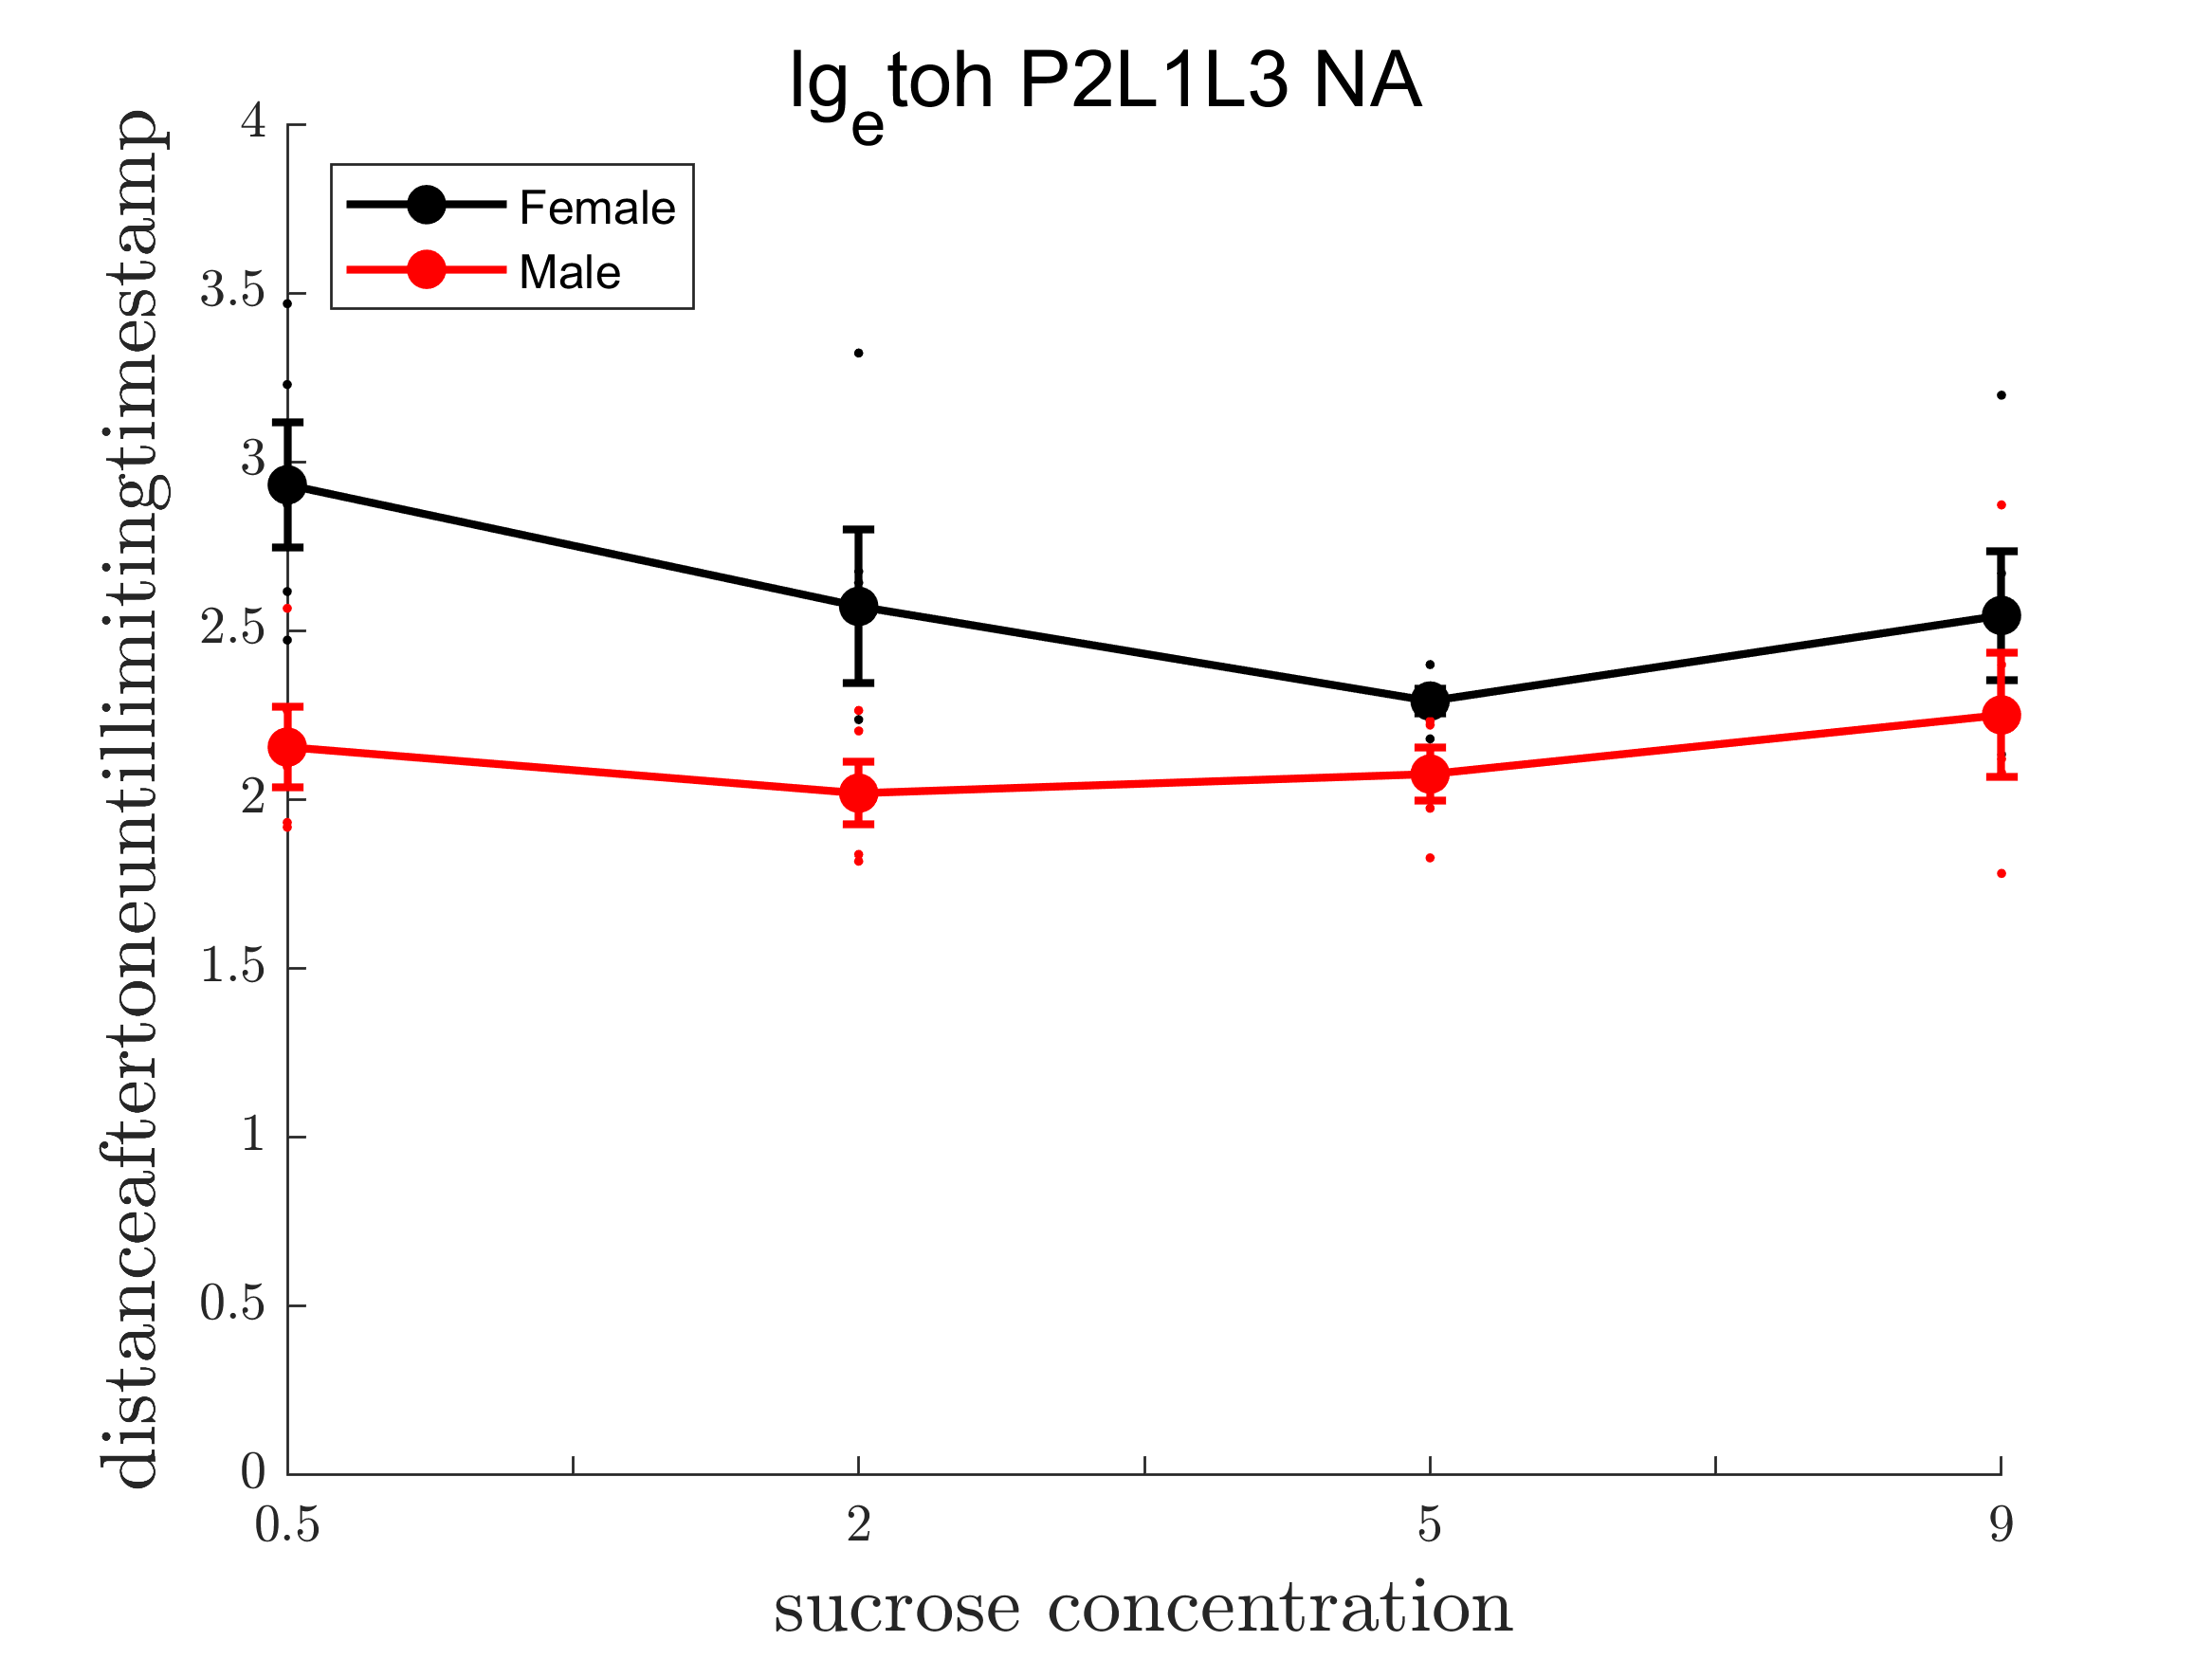 lg_etoh P2L1L3 NA
Female
Male
distanceaftertoneuntillimitingtimestamp
4
3.5
3
2.5
2
1.5
1
0.5
0
0.5 2 5 9
sucrose concentration